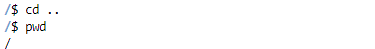 /$ cd ..
/$ pwd
/